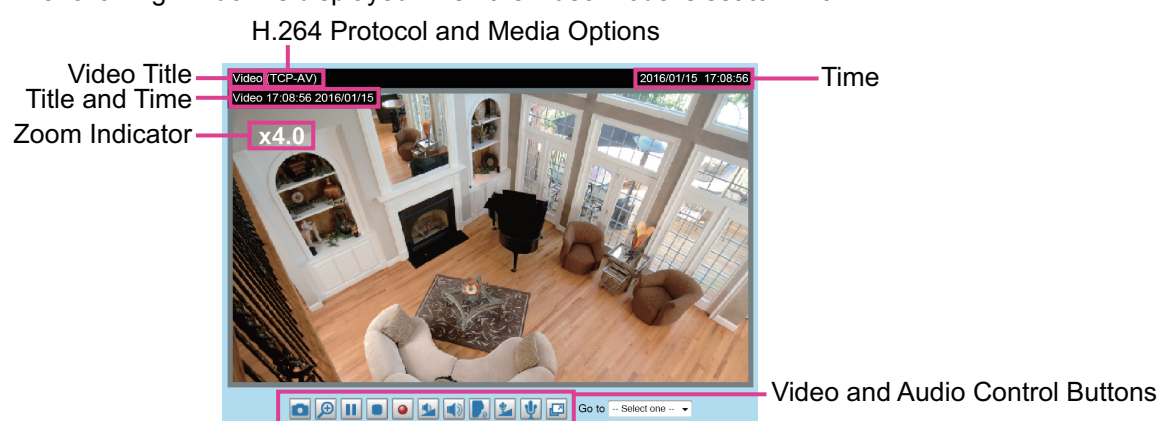 H.264 Protocol and Media Options
Video Title
Video (TCP-AV)
2016/01/15 17:08:56
Time
Title and Time
Video 17:08:56 2016/01/15
Zoom Indicator
x4.0
Video and Audio Control Buttons
Go to
-- Select one --